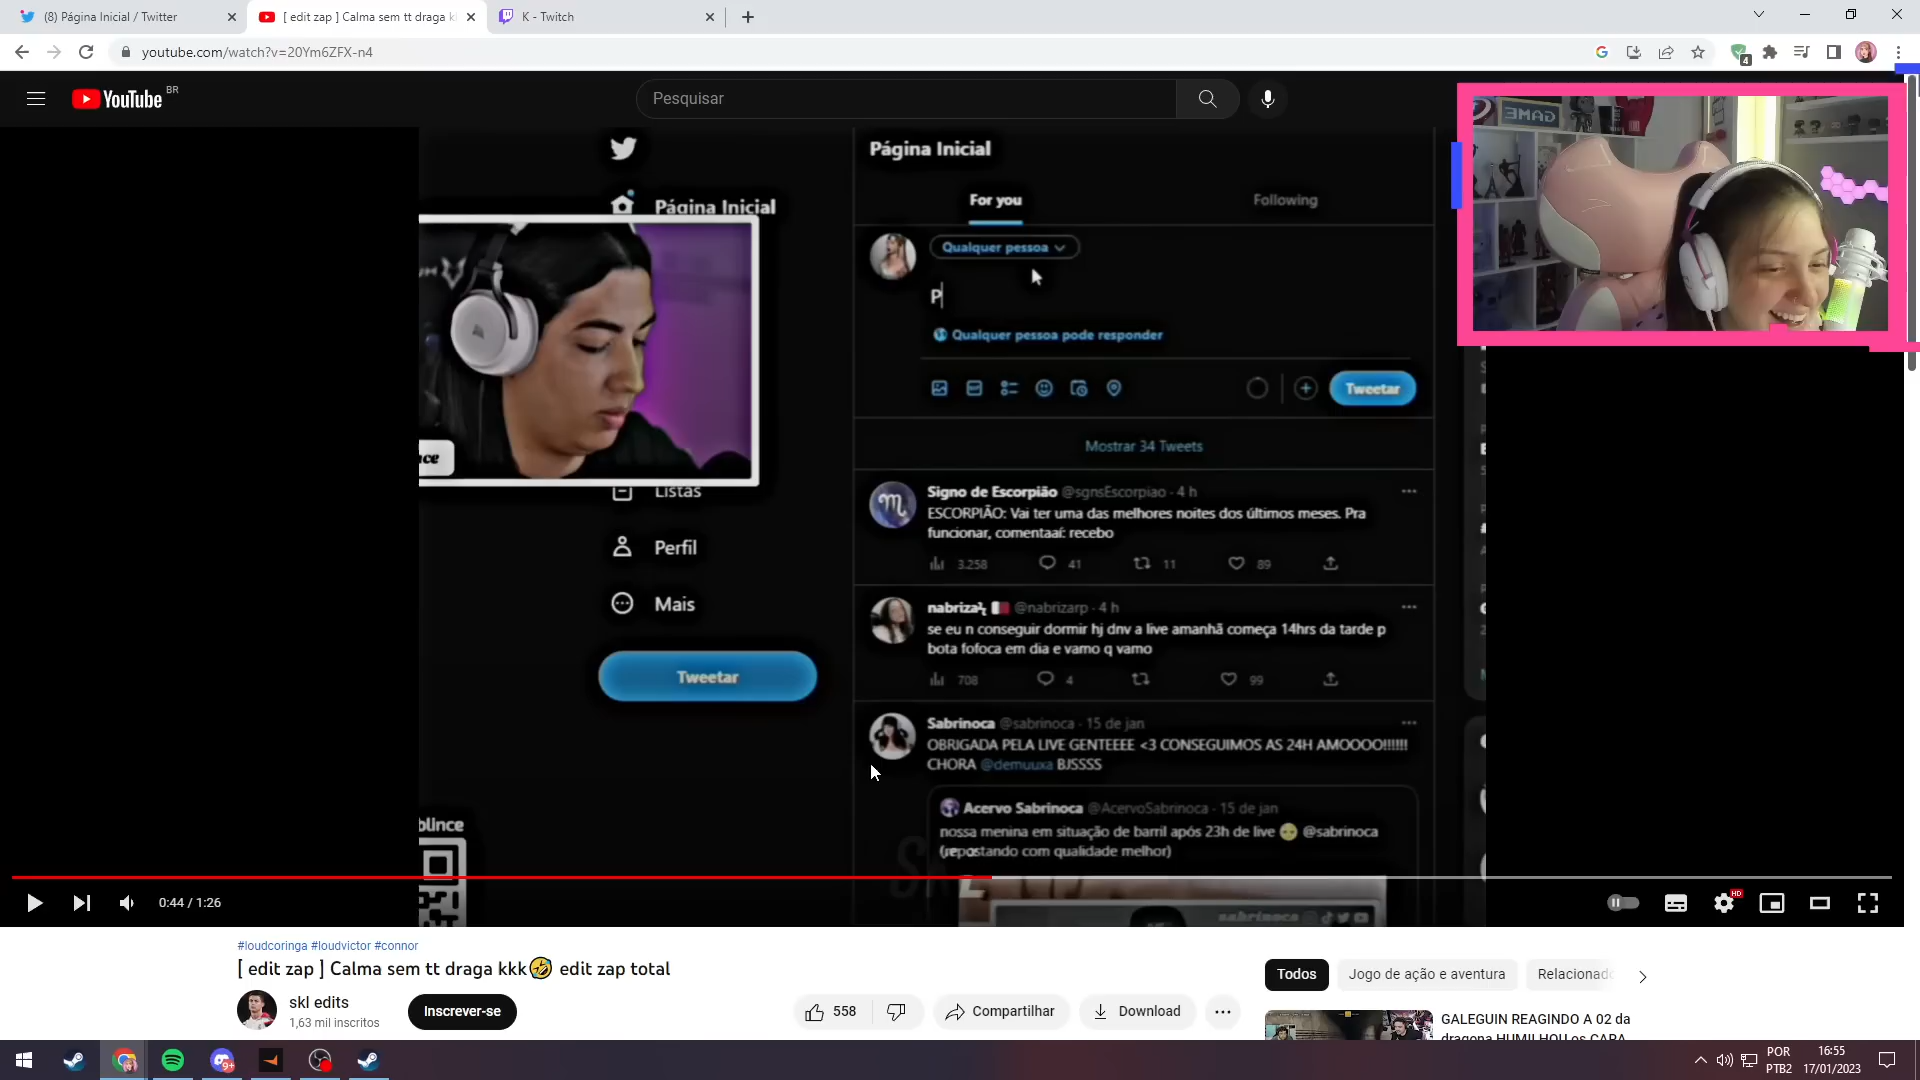 (8) Página Inicial / Twitter
[ edit zap ] Calma sem tt draga
K - Twitch
youtube.com/watch?v=20Ym6ZFX-n4
4
YouTube BR
Pesquisar
GAME
Página Inicial
For you
Following
Página Inicial
Qualquer pessoa
P
Qualquer pessoa pode responder
Tweetar
Mostrar 34 Tweets
nce
Listas
Signo de Escorpião @sgnsEscorpiao · 4 h
ESCORPIÃO: Vai ter uma das melhores noites dos últimos meses. Pra
funcionar, comentaaí: recebo
3.258 41 11 89
Perfil
nabriza @nabrizarp · 4 h
se eu n conseguir dormir hj dnv a live amanhã começa 14hrs da tarde p
bota fofoca em dia e vamo q vamo
708 4 99
Mais
Tweetar
Sabrinoca @sabrinoca · 15 de jan
OBRIGADA PELA LIVE GENTEEEE <3 CONSEGUIMOS AS 24H AMOOOO!!!!!!
CHORA @demuuxa BJSSSS
Acervo Sabrinoca @AcervoSabrinoca · 15 de jan
nossa menina em situação de barril após 23h de live 😑 @sabrinoca
(repostando com qualidade melhor)
blince
sabrinoca
0:44 / 1:26
HD
#loudcoringa #loudvictor #connor
[ edit zap ] Calma sem tt draga kkk🤣 edit zap total
skl edits
1,63 mil inscritos
Inscrever-se
558
Compartilhar
Download
Todos
Jogo de ação e aventura
Relacionado
GALEGUIN REAGINDO A 02 da
dragona HUMILHOU os CARA
9+
POR
PTB2
16:55
17/01/2023